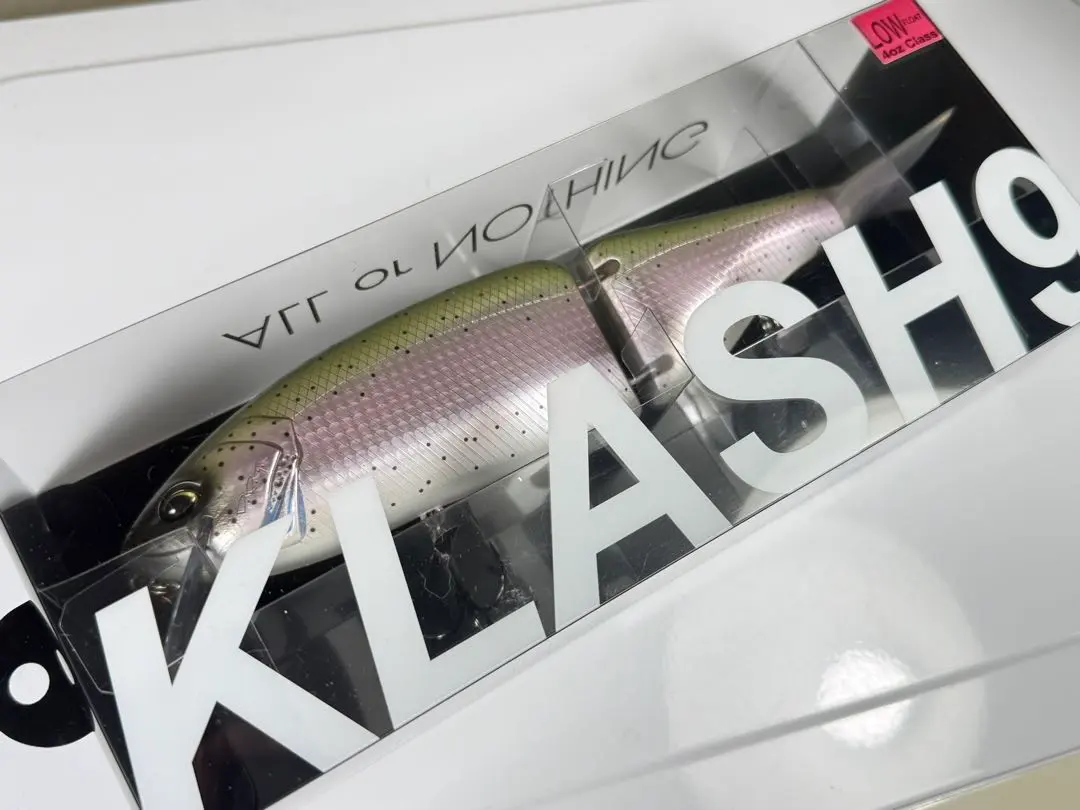 LOW FLOAT
4oz Class
ALL or NOtHiNG
KLASH9